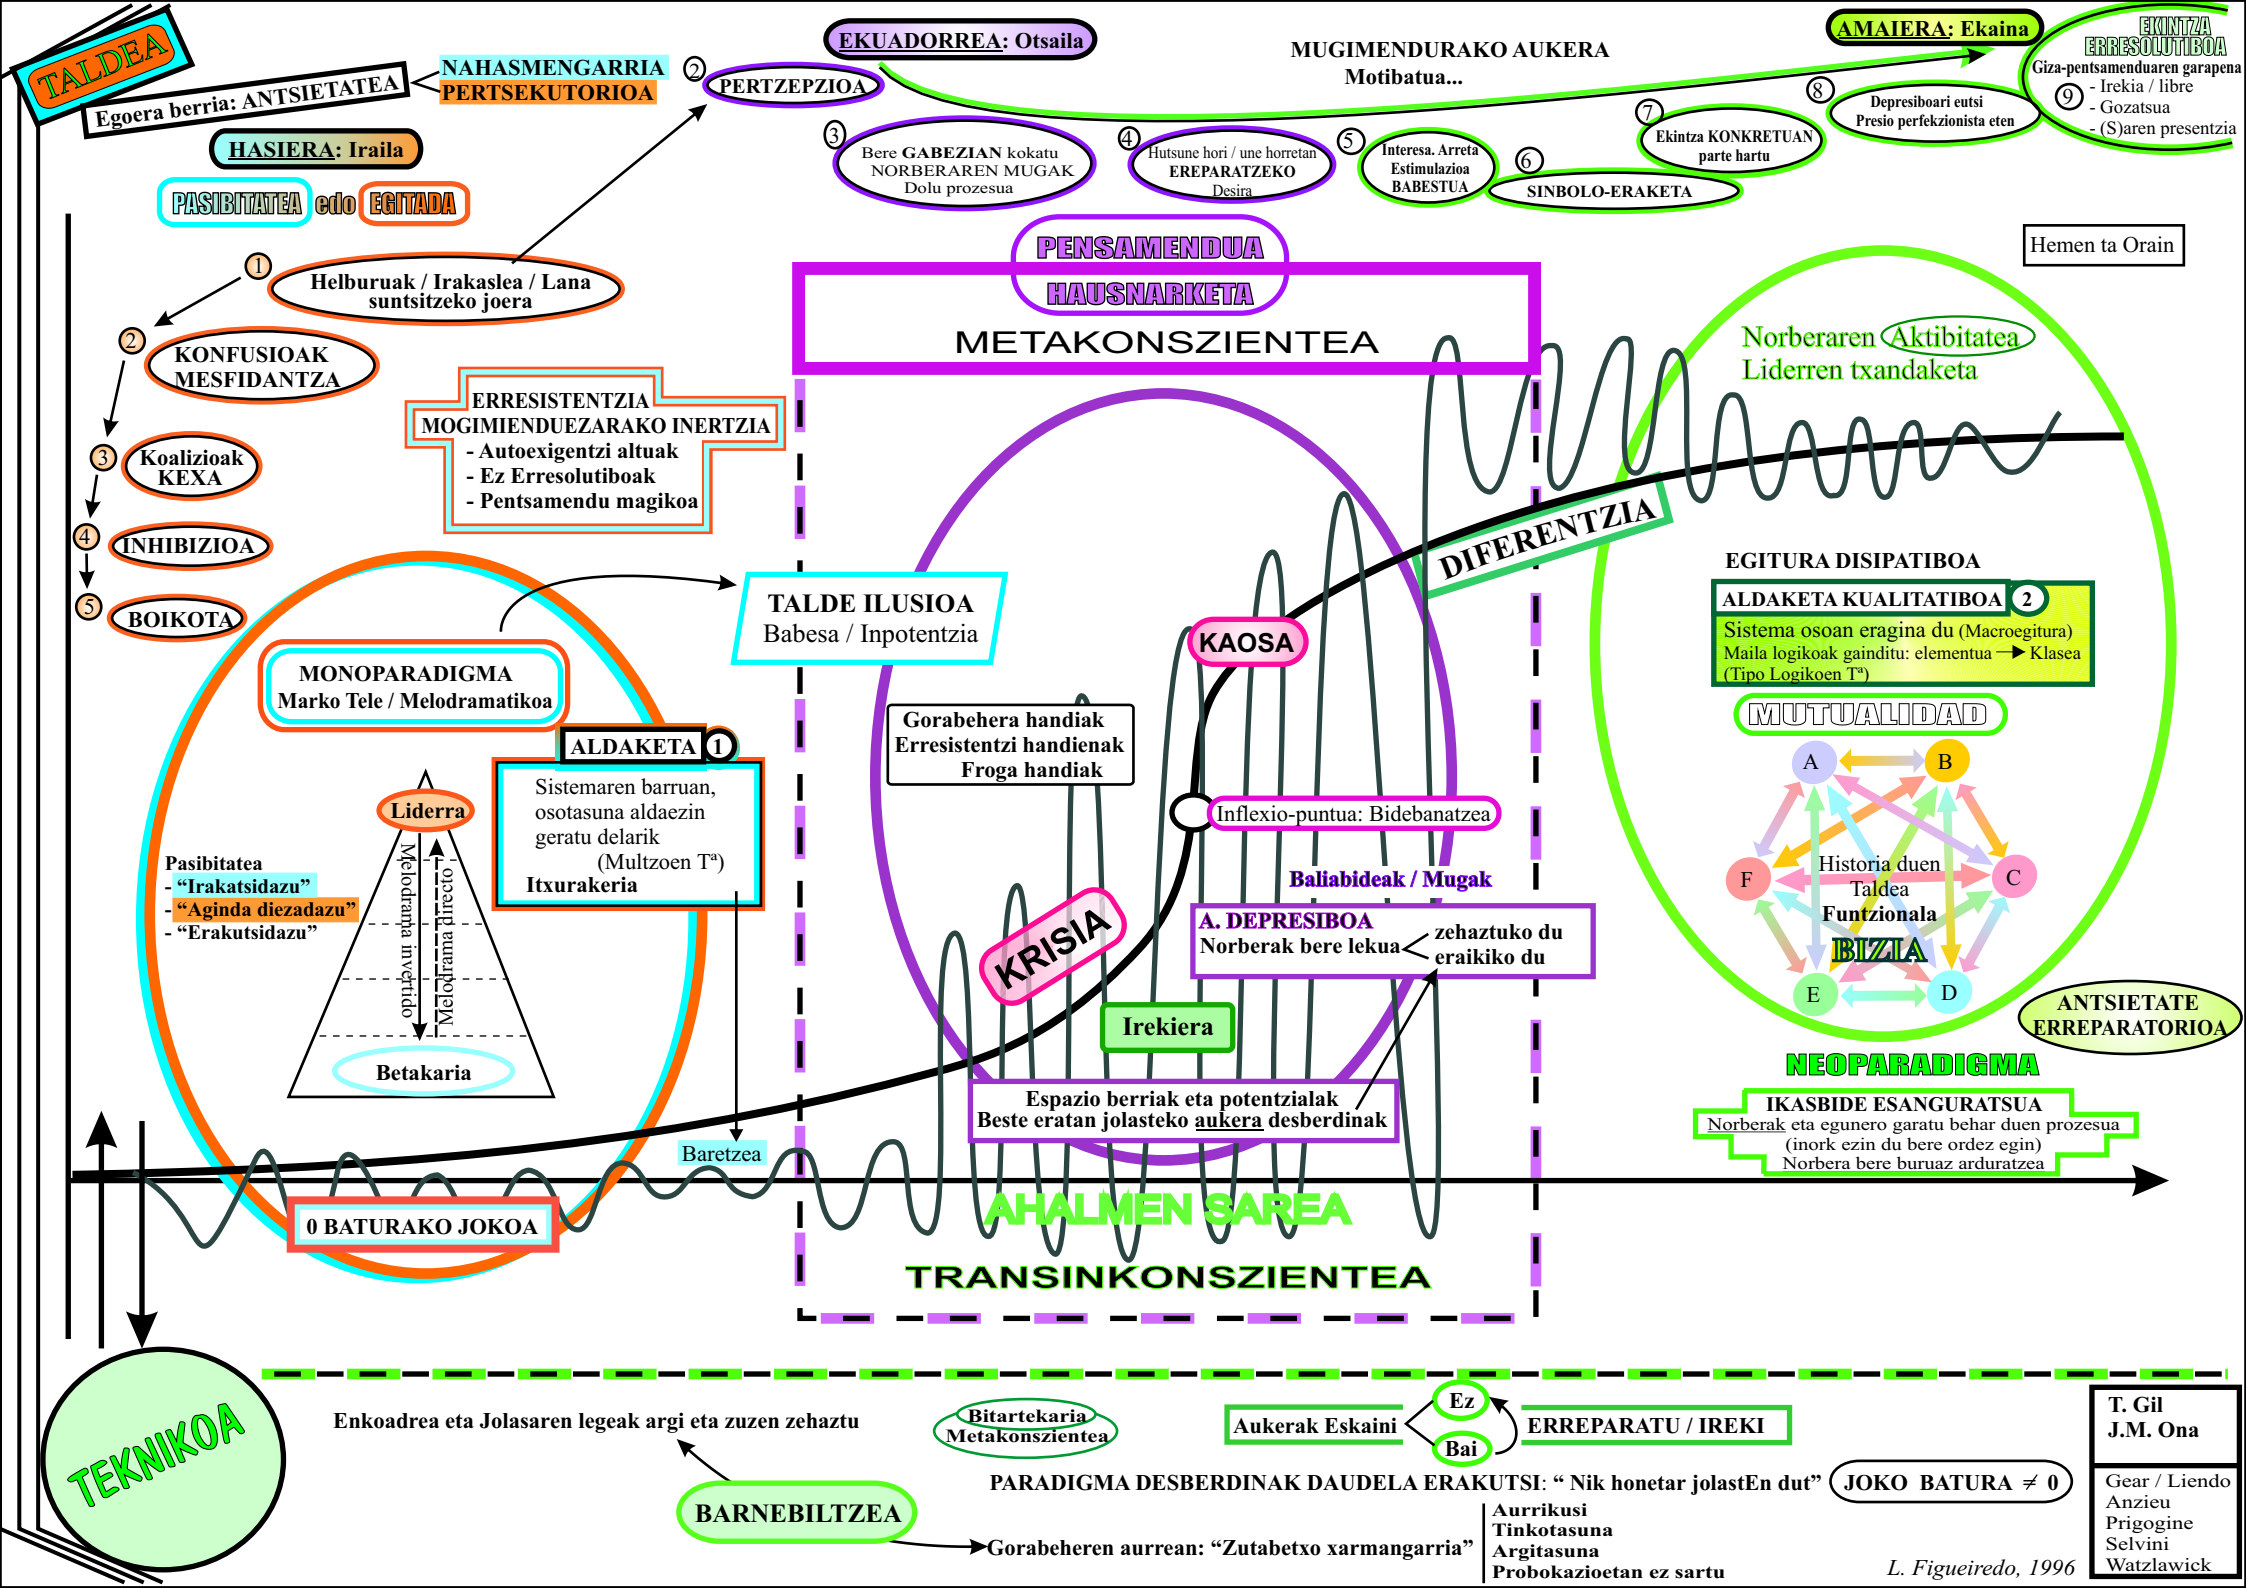 TALDEA
Egoera berria: ANTSIETATEA
NAHASMENGARRIA
PERTSEKUTORIOA
HASIERA: Iraila
PASIBITATEA edo EGITADA
1
Helburuak / Irakaslea / Lana
suntsitzeko joera
2
KONFUSIOAK
MESFIDANTZA
3
Koalizioak
KEXA
4
INHIBIZIOA
5
BOIKOTA
EKUADORREA: Otsaila
2
PERTZEPZIOA
MUGIMENDURAKO AUKERA
Motibatua...
AMAIERA: Ekaina
3
Bere GABEZIAN kokatu
NORBERAREN MUGAK
Dolu prozesua
4
Hutsune hori / une horretan
EREPARATZEKO
Desira
5
Interesa. Arreta
Estimulazioa
BABESTUA
6
SINBOLO-ERAKETA
7
Ekintza KONKRETUAN
parte hartu
8
Depresiboari eutsi
Presio perfekzionista eten
EKINTZA
ERRESOLUTIBOA
Giza-pentsamenduaren garapena
9
- Irekia / libre
- Gozatsua
- (S)aren presentzia
Hemen ta Orain
PENSAMENDUA
HAUSNARKETA
METAKONSZIENTEA
ERRESISTENTZIA
MOGIMIENDUEZARAKO INERTZIA
- Autoexigentzi altuak
- Ez Erresolutiboak
- Pentsamendu magikoa
TALDE ILUSIOA
Babesa / Inpotentzia
MONOPARADIGMA
Marko Tele / Melodramatikoa
ALDAKETA 1
Sistemaren barruan,
osotasuna aldaezin
geratu delarik
(Multzoen Tª)
Itxurakeria
Liderra
Melodrama invertido
Melodrama directo
Betakaria
Pasibitatea
- “Irakatsidazu”
- “Aginda diezadazu”
- “Erakutsidazu”
0 BATURAKO JOKOA
Baretzea
Gorabehera handiak
Erresistentzi handienak
Froga handiak
KAOSA
Inflexio-puntua: Bidebanatzea
KRISIA
Baliabideak / Mugak
A. DEPRESIBOA
Norberak bere lekua
zehaztuko du
eraikiko du
Irekiera
Espazio berriak eta potentzialak
Beste eratan jolasteko aukera desberdinak
AHALMEN SAREA
TRANSINKONSZIENTEA
DIFERENTZIA
Norberaren Aktibitatea
Liderren txandaketa
EGITURA DISIPATIBOA
ALDAKETA KUALITATIBOA 2
Sistema osoan eragina du (Macroegitura)
Maila logikoak gainditu: elementua Klasea
(Tipo Logikoen Tª)
MUTUALIDAD
A
B
F
C
E
D
Historia duen
Taldea
Funtzionala
BIZIA
ANTSIETATE
ERREPARATORIOA
NEOPARADIGMA
IKASBIDE ESANGURATSUA
Norberak eta egunero garatu behar duen prozesua
(inork ezin du bere ordez egin)
Norbera bere buruaz arduratzea
TEKNIKOA
Enkoadrea eta Jolasaren legeak argi eta zuzen zehaztu
BARNEBILTZEA
Bitartekaria
Metakonszientea
Aukerak Eskaini
Ez
Bai
ERREPARATU / IREKI
PARADIGMA DESBERDINAK DAUDELA ERAKUTSI: “ Nik honetar jolastEn dut”
JOKO BATURA ≠ 0
Gorabeheren aurrean: “Zutabetxo xarmangarria”
Aurrikusi
Tinkotasuna
Argitasuna
Probokazioetan ez sartu
L. Figueiredo, 1996
T. Gil
J.M. Ona
Gear / Liendo
Anzieu
Prigogine
Selvini
Watzlawick